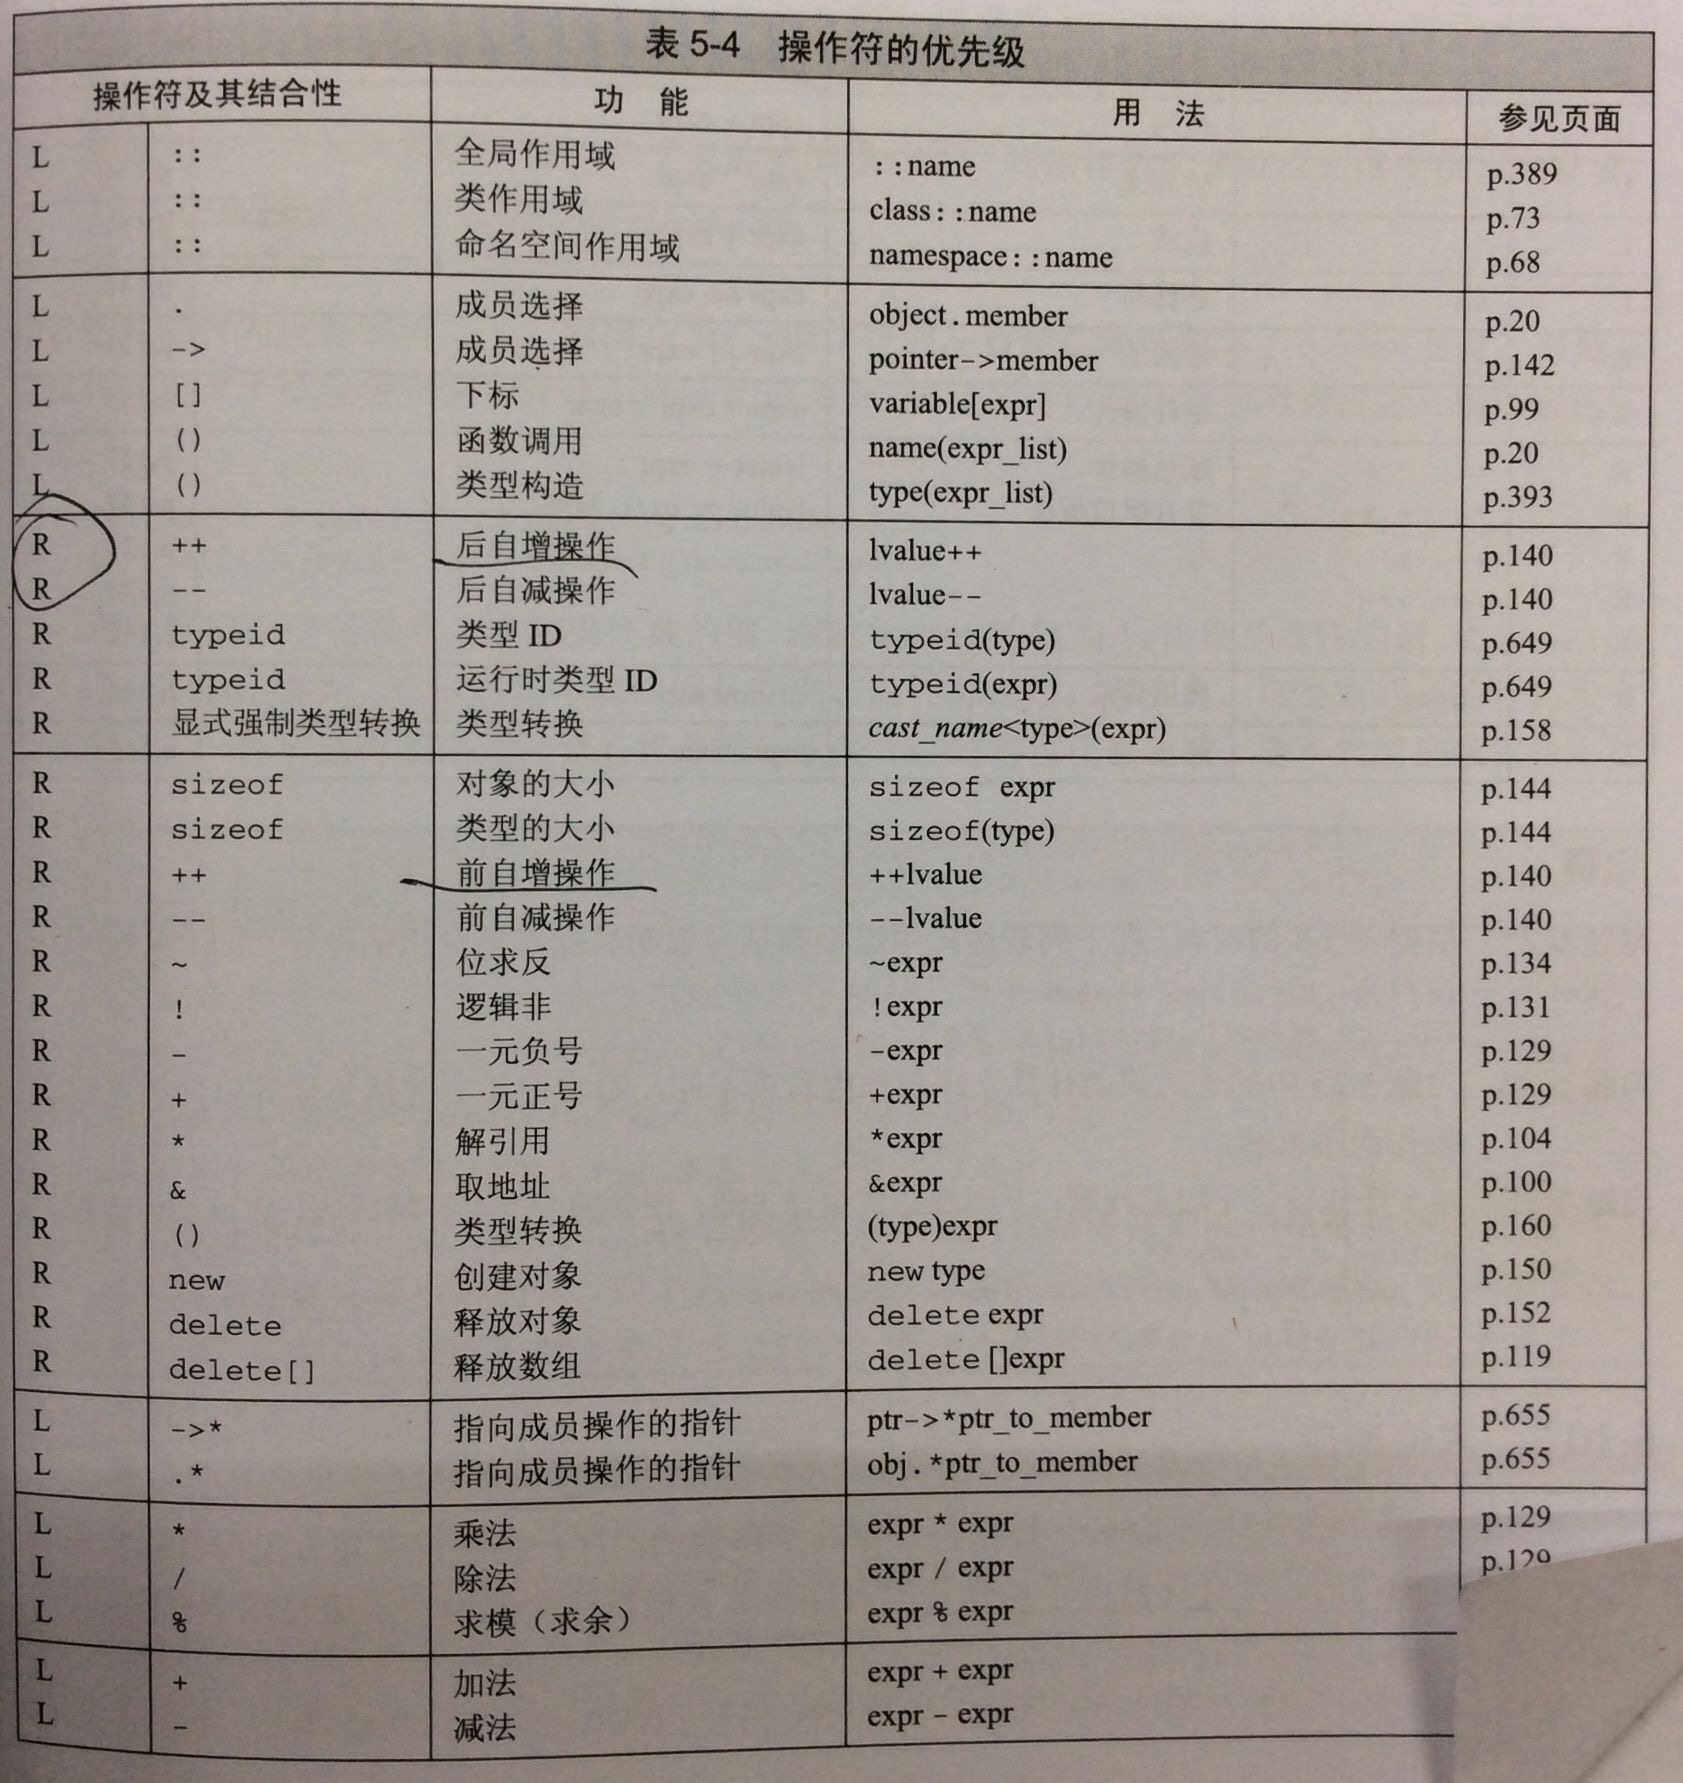 表 5-4 操作符的优先级
操作符及其结合性 功 能 用 法 参见页面
L :: 全局作用域 ::name p.389
L :: 类作用域 class::name p.73
L :: 命名空间作用域 namespace::name p.68
L . 成员选择 object.member p.20
L -> 成员选择 pointer->member p.142
L [] 下标 variable[expr] p.99
L () 函数调用 name(expr_list) p.20
L () 类型构造 type(expr_list) p.393
R ++ 后自增操作 lvalue++ p.140
R -- 后自减操作 lvalue-- p.140
R typeid 类型 ID typeid(type) p.649
R typeid 运行时类型 ID typeid(expr) p.649
R 显式强制类型转换 类型转换 cast_name<type>(expr) p.158
R sizeof 对象的大小 sizeof expr p.144
R sizeof 类型的大小 sizeof(type) p.144
R ++ 前自增操作 ++lvalue p.140
R -- 前自减操作 --lvalue p.140
R ~ 位求反 ~expr p.134
R ! 逻辑非 !expr p.131
R - 一元负号 -expr p.129
R + 一元正号 +expr p.129
R * 解引用 *expr p.104
R & 取地址 &expr p.100
R () 类型转换 (type)expr p.160
R new 创建对象 new type p.150
R delete 释放对象 delete expr p.152
R delete[] 释放数组 delete []expr p.119
L ->* 指向成员操作的指针 ptr->*ptr_to_member p.655
L .* 指向成员操作的指针 obj.*ptr_to_member p.655
L * 乘法 expr * expr p.129
L / 除法 expr / expr p.129
L % 求模（求余） expr % expr
L + 加法 expr + expr
L - 减法 expr - expr